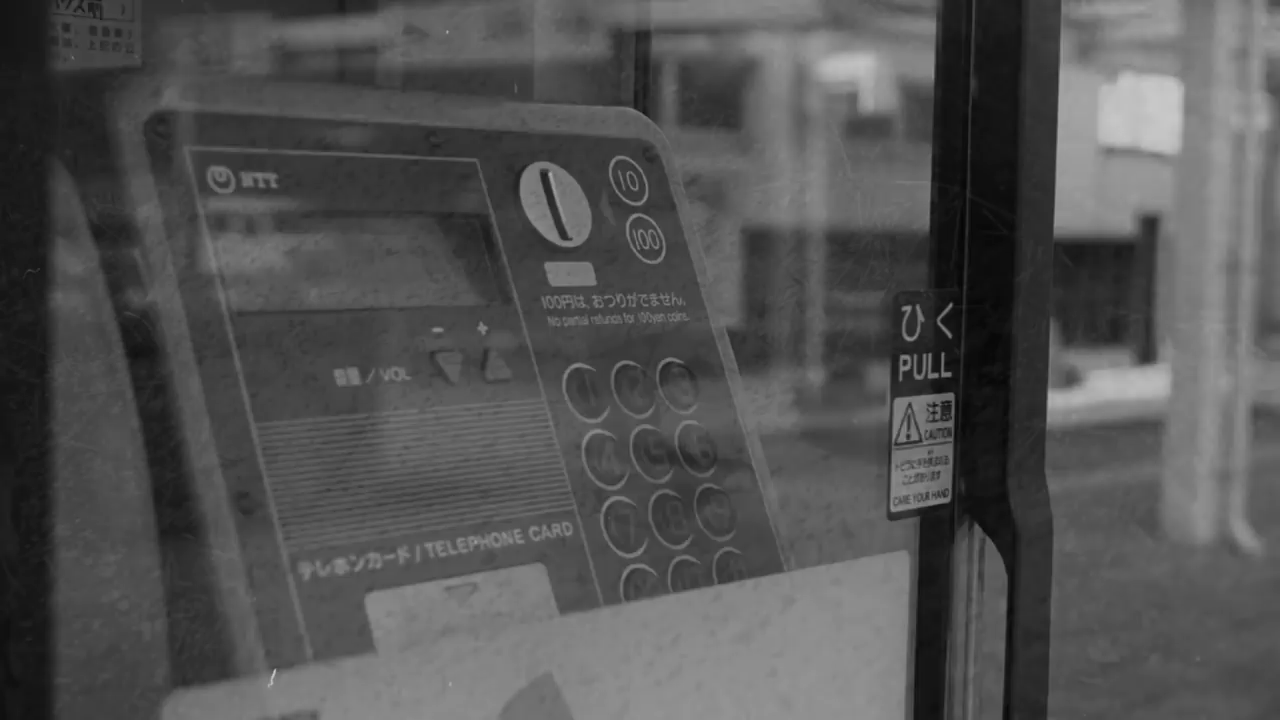 NTT
10
100
100円は、おつりがでません。
No partial refunds for 100yen coins.
- +
音量 / VOL
テレホンカード / TELEPHONE CARD
ひく
PULL
注意
CAUTION
CARE YOUR HAND